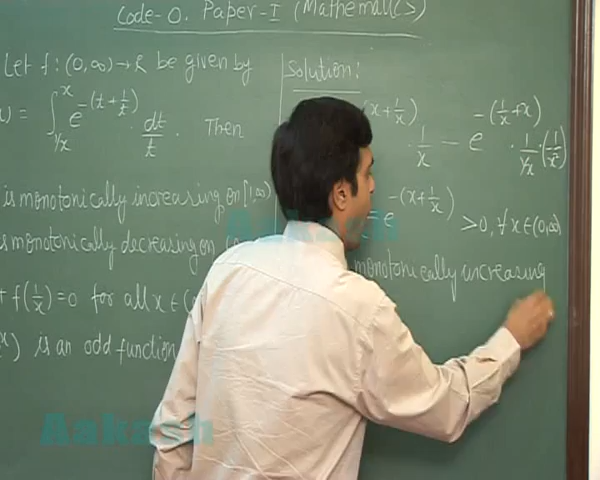 Code-0. Paper-I (Mathematics)
Let f: (0,∞) → R be given by
) = ∫_{1/x}^{x} e^{-(t+1/t)} · dt/t. Then
is monotonically increasing on [1,∞)
s monotonically decreasing on (
+ f(1/x) = 0 for all x ∈ (
x) is an odd function
Solution:
(x+1/x) · 1/x - e^{-(1/x+x)} · 1/(1/x) · (1/x²)
= e^{-(x+1/x)} > 0, ∀ x ∈ (0,∞)
monotonically increasing
Aakash
Aakash